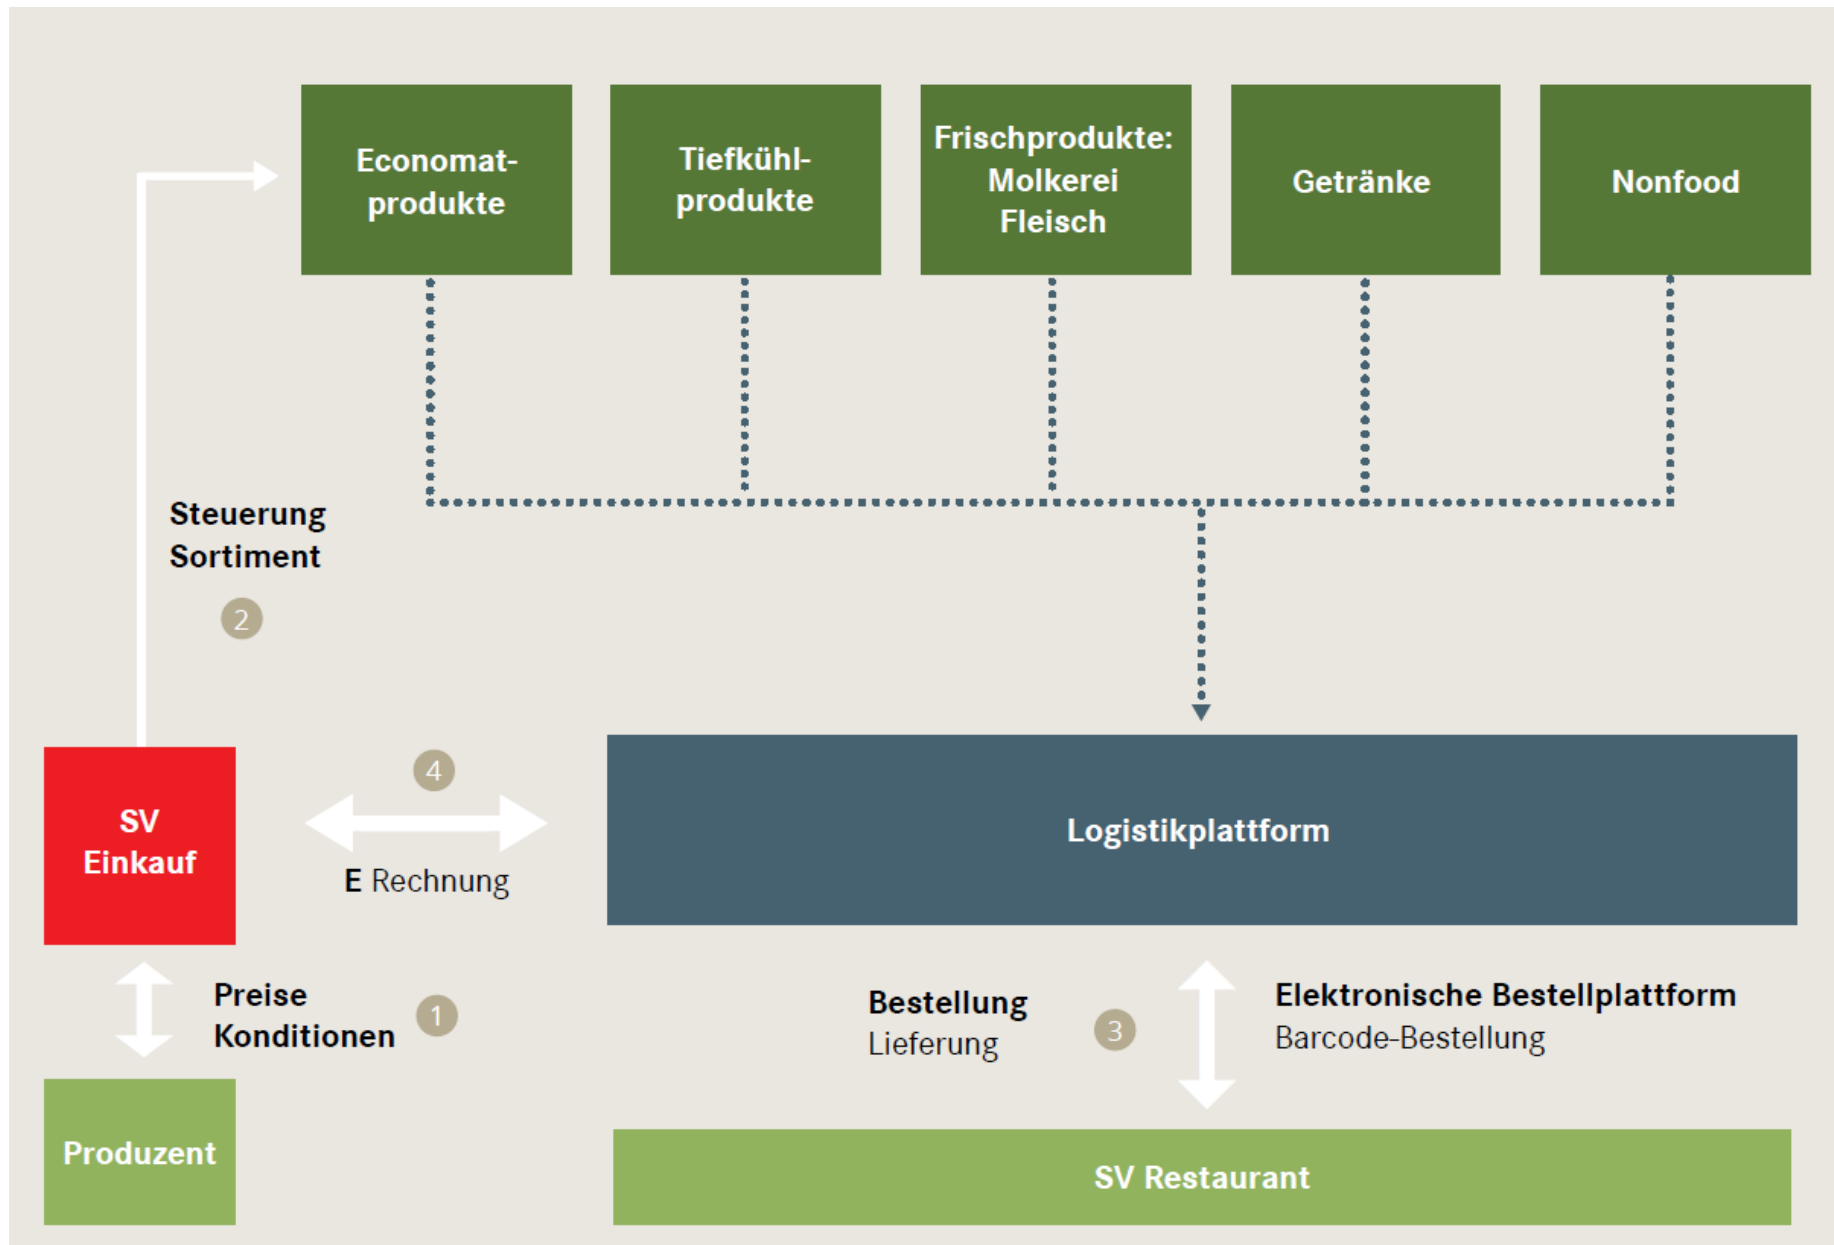 Economat-
produkte
Tiefkühl-
produkte
Frischprodukte:
Molkerei
Fleisch
Getränke
Nonfood
Steuerung
Sortiment
2
SV
Einkauf
4
E Rechnung
Logistikplattform
Preise
Konditionen
1
Bestellung
Lieferung
3
Elektronische Bestellplattform
Barcode-Bestellung
Produzent
SV Restaurant